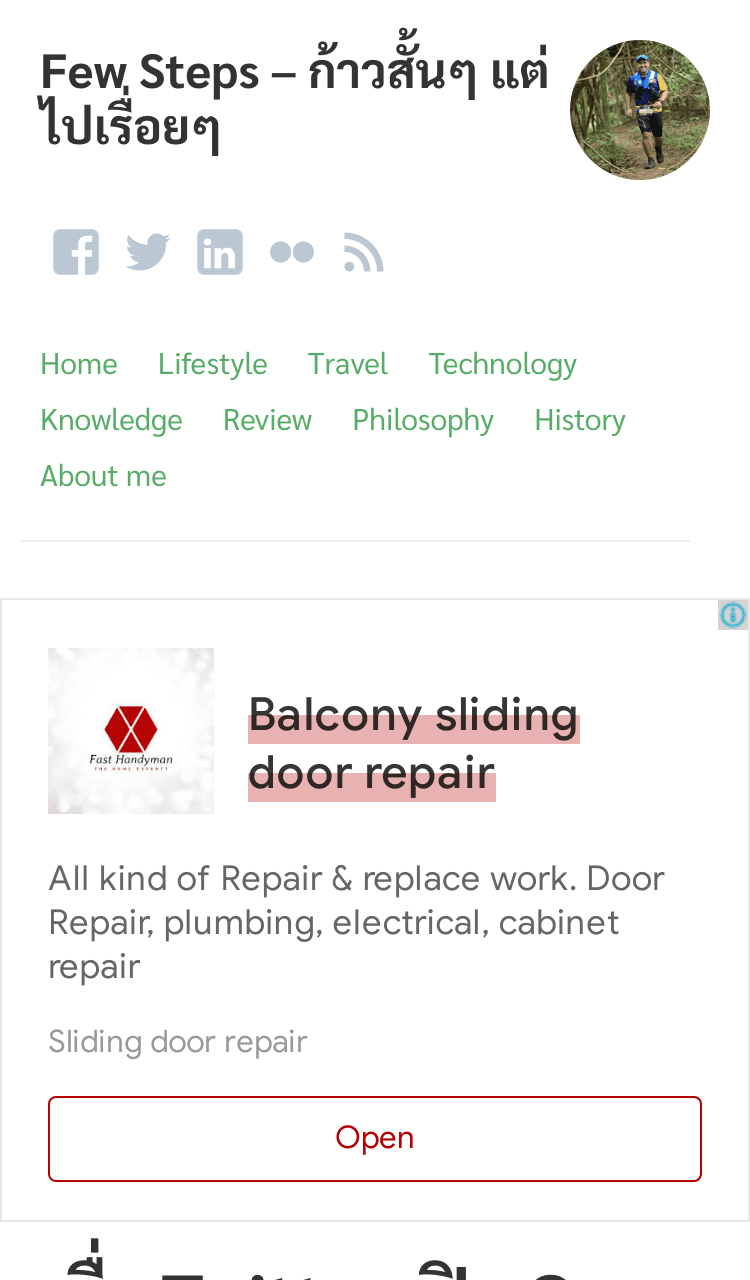 Few Steps – ก้าวสั้นๆ แต่
ไปเรื่อยๆ
Home Lifestyle Travel Technology
Knowledge Review Philosophy History
About me
Fast Handyman
THE HOME EXPERTT
Balcony sliding
door repair
All kind of Repair & replace work. Door
Repair, plumbing, electrical, cabinet
repair
Sliding door repair
Open